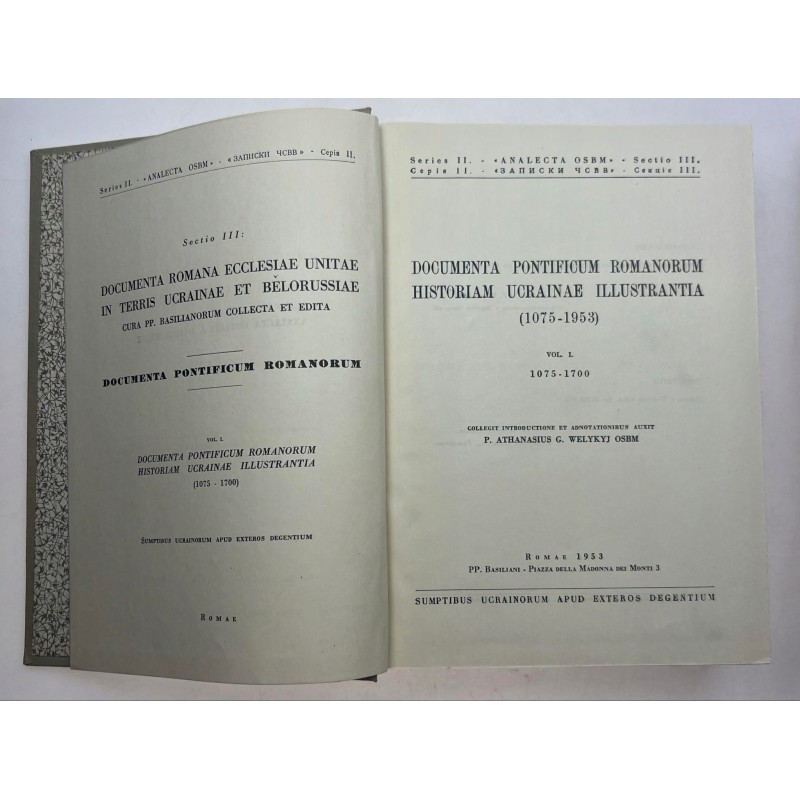 Series II. - «ANALECTA OSBM» - «ЗАПИСКИ ЧСВВ» - Серія II.
Sectio III:
DOCUMENTA ROMANA ECCLESIAE UNITAE
IN TERRIS UCRAINAE ET BĚLORUSSIAE
CURA PP. BASILIANORUM COLLECTA ET EDITA
DOCUMENTA PONTIFICUM ROMANORUM
VOL. I.
DOCUMENTA PONTIFICUM ROMANORUM
HISTORIAM UCRAINAE ILLUSTRANTIA
(1075 - 1700)
SUMPTIBUS UCRAINORUM APUD EXTEROS DEGENTIUM
ROMAE
Series II. - «ANALECTA OSBM» - Sectio III.
Серія II. - «ЗАПИСКИ ЧСВВ» - Секція III.
DOCUMENTA PONTIFICUM ROMANORUM
HISTORIAM UCRAINAE ILLUSTRANTIA
(1075-1953)
VOL. I.
1075-1700
COLLEGIT INTRODUCTIONE ET ADNOTATIONIBUS AUXIT
P. ATHANASIUS G. WELYKYJ OSBM
ROMAE 1953
PP. BASILIANI - PIAZZA DELLA MADONNA DEI MONTI 3
SUMPTIBUS UCRAINORUM APUD EXTEROS DEGENTIUM